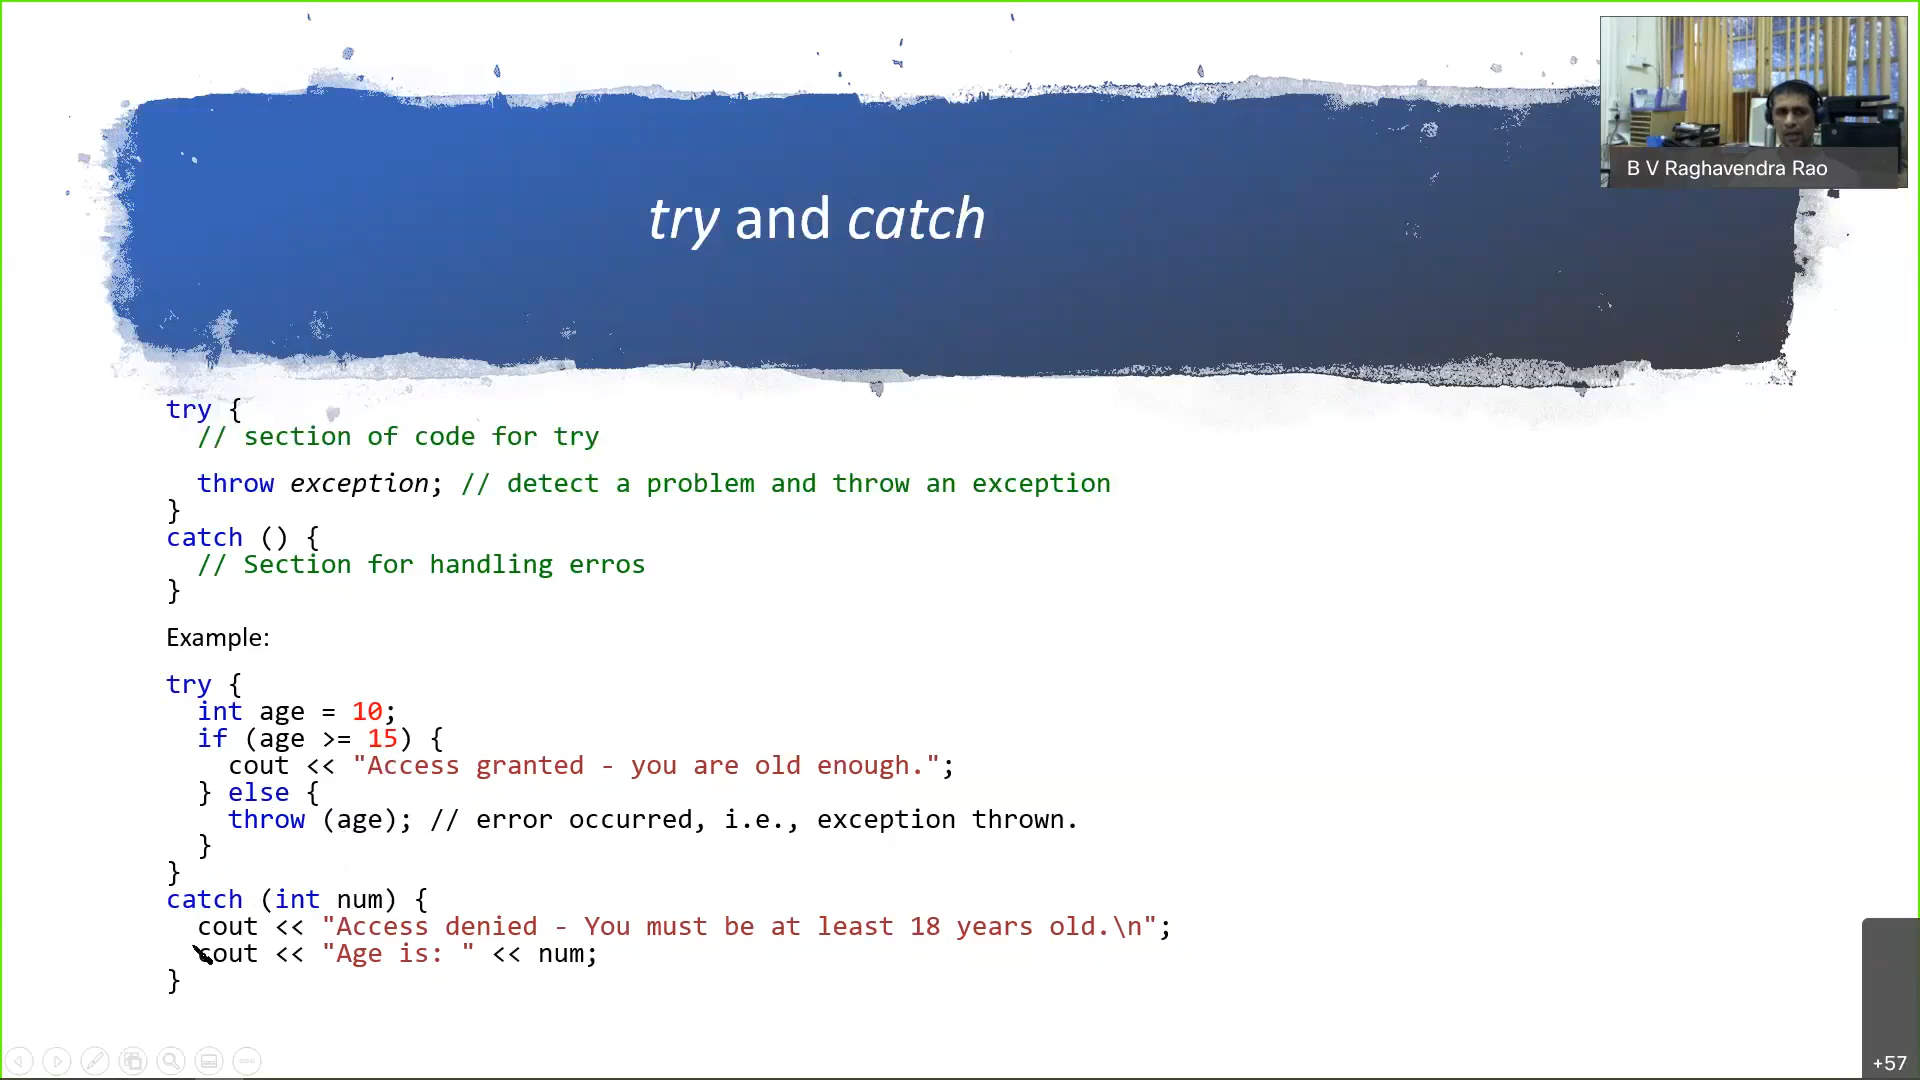 B V Raghavendra Rao
try and catch
try {
// section of code for try
throw exception; // detect a problem and throw an exception
}
catch () {
// Section for handling erros
}
Example:
try {
int age = 10;
if (age >= 15) {
cout << "Access granted - you are old enough.";
} else {
throw (age); // error occurred, i.e., exception thrown.
}
}
catch (int num) {
cout << "Access denied - You must be at least 18 years old.\n";
cout << "Age is: " << num;
}
+57